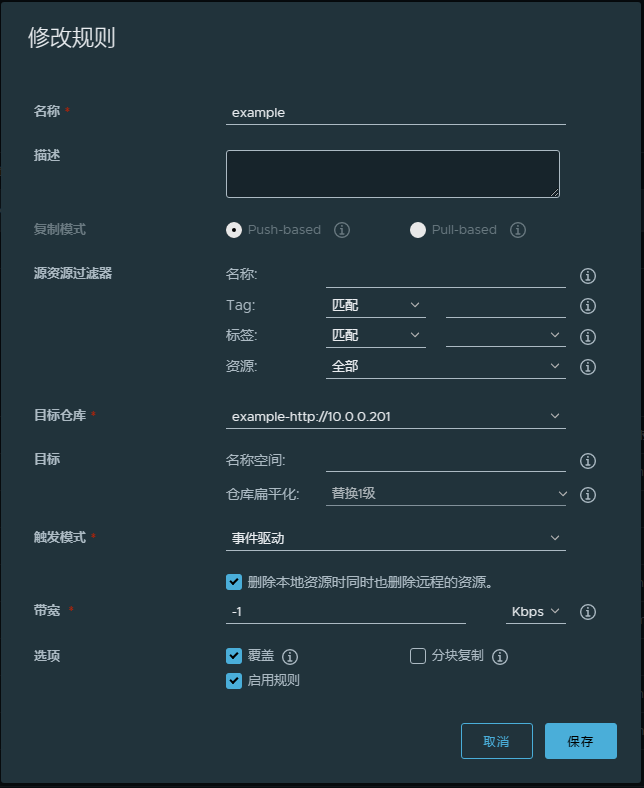 修改规则
名称 * example
描述
复制模式 Push-based Pull-based
源资源过滤器 名称:
Tag: 匹配
标签: 匹配
资源: 全部
目标仓库 * example-http://10.0.0.201
目标 名称空间:
仓库扁平化: 替换1级
触发模式 * 事件驱动
删除本地资源时同时也删除远程的资源。
带宽 * -1 Kbps
选项 覆盖 分块复制
启用规则
取消 保存